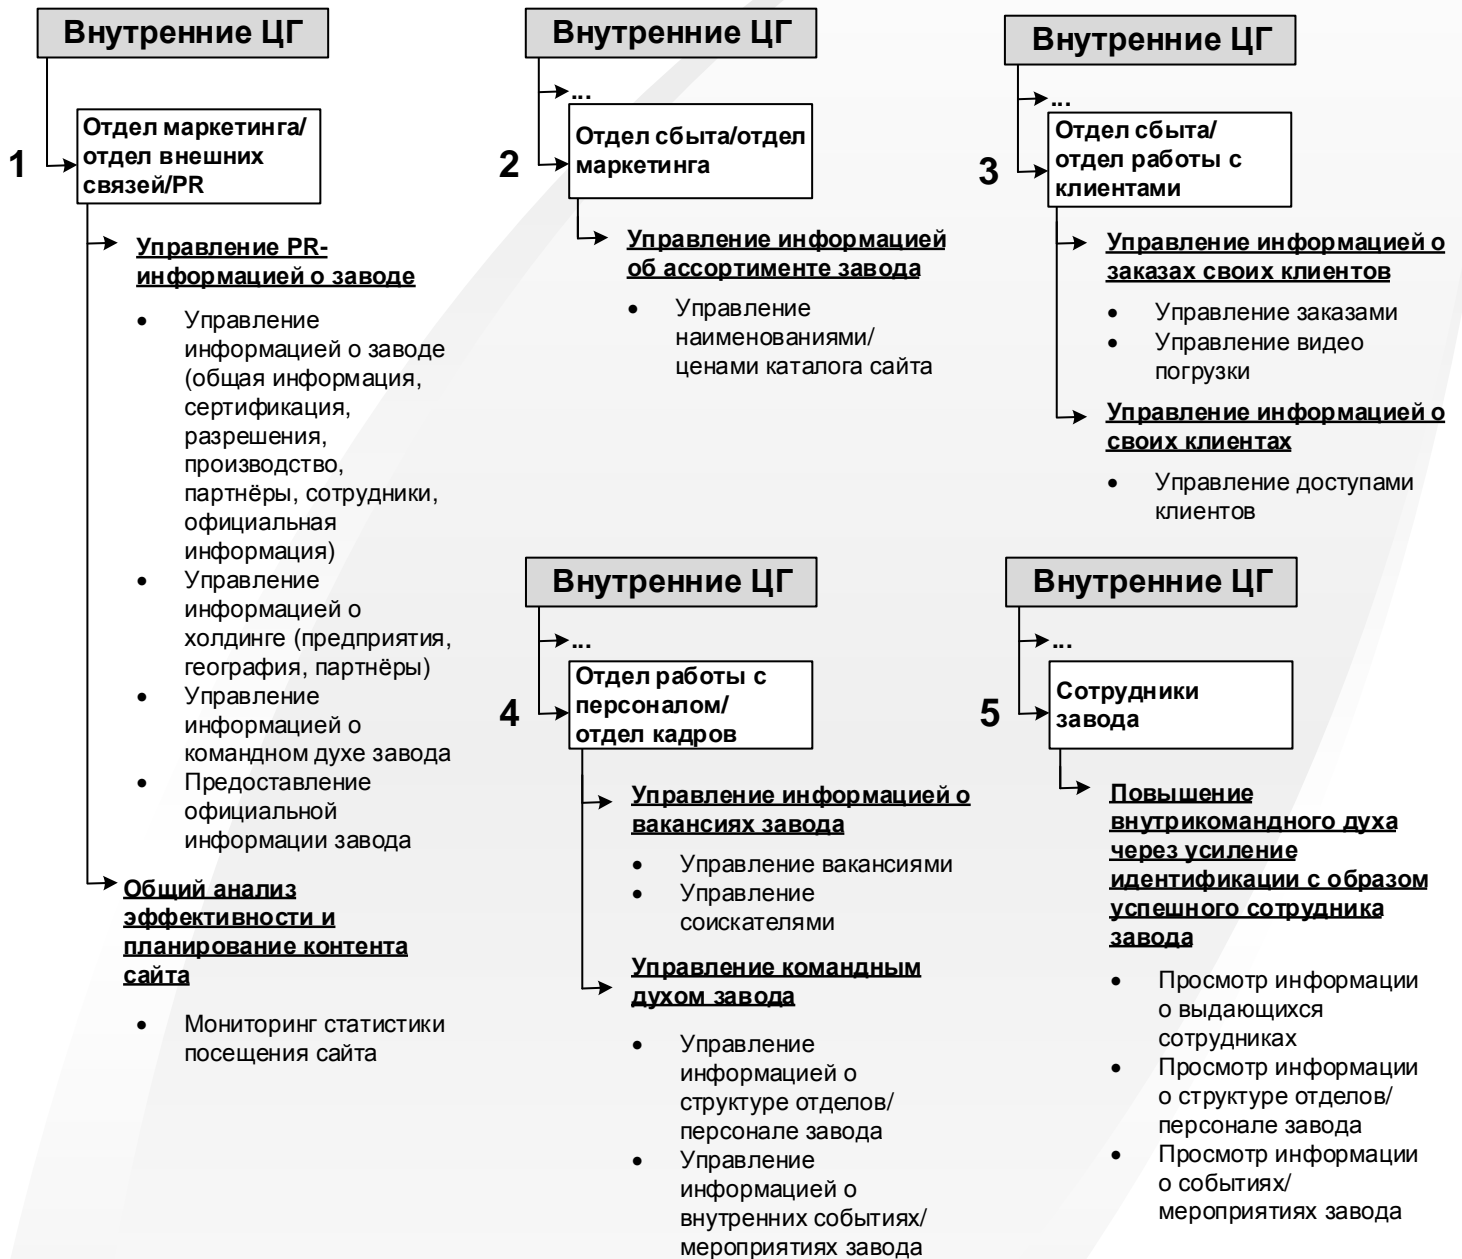 Внутренние ЦГ
1
Отдел маркетинга/
отдел внешних
связей/PR
Управление PR-
информацией о заводе
• Управление
информацией о заводе
(общая информация,
сертификация,
разрешения,
производство,
партнёры, сотрудники,
официальная
информация)
• Управление
информацией о
холдинге (предприятия,
география, партнёры)
• Управление
информацией о
командном духе завода
• Предоставление
официальной
информации завода
Общий анализ
эффективности и
планирование контента
сайта
• Мониторинг статистики
посещения сайта
Внутренние ЦГ
...
2
Отдел сбыта/отдел
маркетинга
Управление информацией
об ассортименте завода
• Управление
наименованиями/
ценами каталога сайта
Внутренние ЦГ
...
3
Отдел сбыта/
отдел работы с
клиентами
Управление информацией о
заказах своих клиентов
• Управление заказами
• Управление видео
погрузки
Управление информацией о
своих клиентах
• Управление доступами
клиентов
Внутренние ЦГ
...
4
Отдел работы с
персоналом/
отдел кадров
Управление информацией о
вакансиях завода
• Управление вакансиями
• Управление
соискателями
Управление командным
духом завода
• Управление
информацией о
структуре отделов/
персонале завода
• Управление
информацией о
внутренних событиях/
мероприятиях завода
Внутренние ЦГ
...
5
Сотрудники
завода
Повышение
внутрикомандного духа
через усиление
идентификации с образом
успешного сотрудника
завода
• Просмотр информации
о выдающихся
сотрудниках
• Просмотр информации
о структуре отделов/
персонале завода
• Просмотр информации
о событиях/
мероприятиях завода